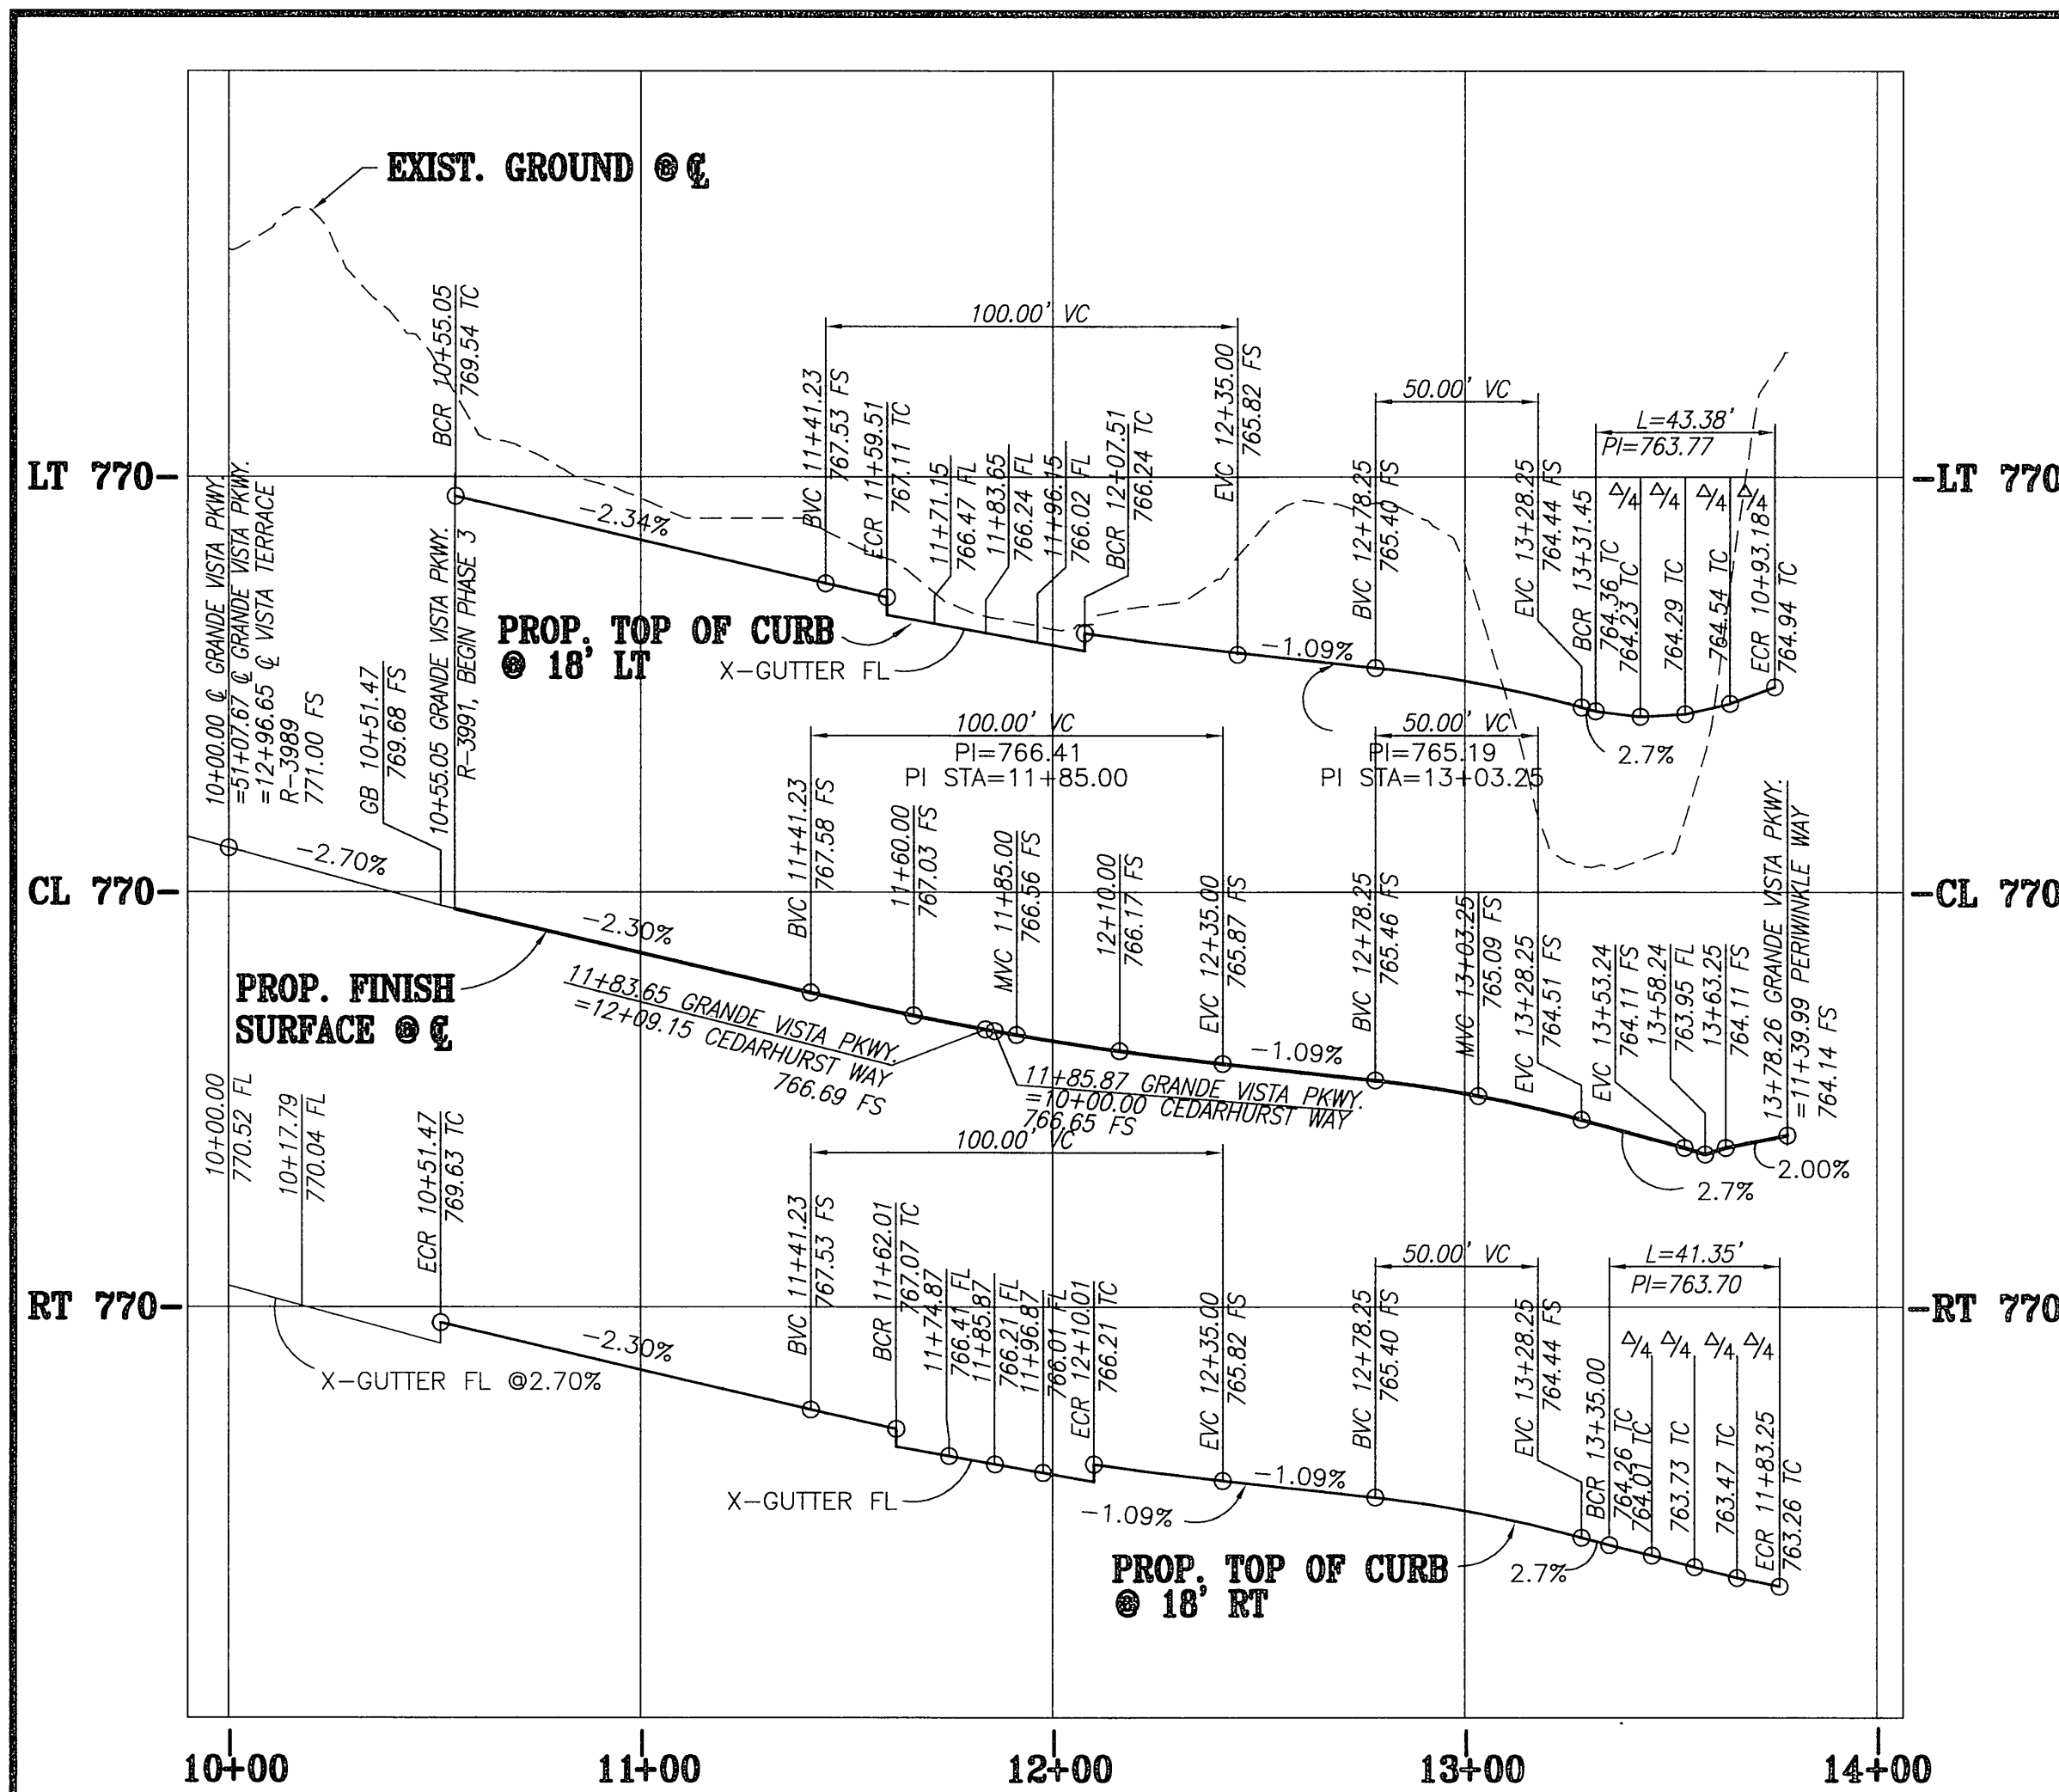 EXIST. GROUND @ ℄
BCR 10+55.05
769.54 TC
100.00' VC
BVC 11+41.23
767.53 FS
ECR 11+59.51
767.11 TC
11+71.15
766.47 FL
11+83.65
766.24 FL
11+96.15
766.02 FL
BCR 12+07.51
766.24 TC
EVC 12+35.00
765.82 FS
50.00' VC
BVC 12+78.25
765.40 FS
EVC 13+28.25
764.44 FS
L=43.38'
PI=763.77
BCR 13+31.45
764.36 TC
Δ/4
764.23 TC
Δ/4
764.29 TC
Δ/4
764.54 TC
Δ/4
ECR 10+93.18
764.94 TC
LT 770
-LT 770
-2.34%
PROP. TOP OF CURB
@ 18' LT
X-GUTTER FL
-1.09%
2.7%
10+00.00 ℄ GRANDE VISTA PKWY.
=51+07.67 ℄ GRANDE VISTA PKWY.
=12+96.65 ℄ VISTA TERRACE
R-3989
771.00 FS
GB 10+51.47
769.68 FS
10+55.05 GRANDE VISTA PKWY.
R-3991, BEGIN PHASE 3
100.00' VC
PI=766.41
PI STA=11+85.00
50.00' VC
PI=765.19
PI STA=13+03.25
BVC 11+41.23
767.58 FS
11+60.00
767.03 FS
MVC 11+85.00
766.56 FS
12+10.00
766.17 FS
EVC 12+35.00
765.87 FS
BVC 12+78.25
765.46 FS
MVC 13+03.25
765.09 FS
EVC 13+28.25
764.51 FS
EVC 13+53.24
764.11 FS
13+58.24
763.95 FL
13+63.25
764.11 FS
13+78.26 GRANDE VISTA PKWY.
=11+39.99 PERIWINKLE WAY
764.14 FS
-2.70%
CL 770-
-CL 770
-2.30%
PROP. FINISH
SURFACE @ ℄
11+83.65 GRANDE VISTA PKWY.
=12+09.15 CEDARHURST WAY
766.69 FS
-1.09%
11+85.87 GRANDE VISTA PKWY.
=10+00.00 CEDARHURST WAY
766.65 FS
2.7%
2.00%
10+00.00
770.52 FL
10+17.79
770.04 FL
ECR 10+51.47
769.63 TC
100.00' VC
BVC 11+41.23
767.53 FS
BCR 11+62.01
767.07 TC
11+74.87
766.41 FL
11+85.87
766.21 FL
11+96.87
766.01 FL
ECR 12+10.01
766.21 TC
EVC 12+35.00
765.82 FS
50.00' VC
BVC 12+78.25
765.40 FS
EVC 13+28.25
764.44 FS
L=41.35'
PI=763.70
BCR 13+35.00
764.26 TC
Δ/4
764.01 TC
Δ/4
763.73 TC
Δ/4
763.47 TC
Δ/4
ECR 11+83.25
763.26 TC
RT 770-
-RT 770
-2.30%
X-GUTTER FL @2.70%
X-GUTTER FL
-1.09%
-1.09%
PROP. TOP OF CURB
@ 18' RT
2.7%
10+00
11+00
12+00
13+00
14+00